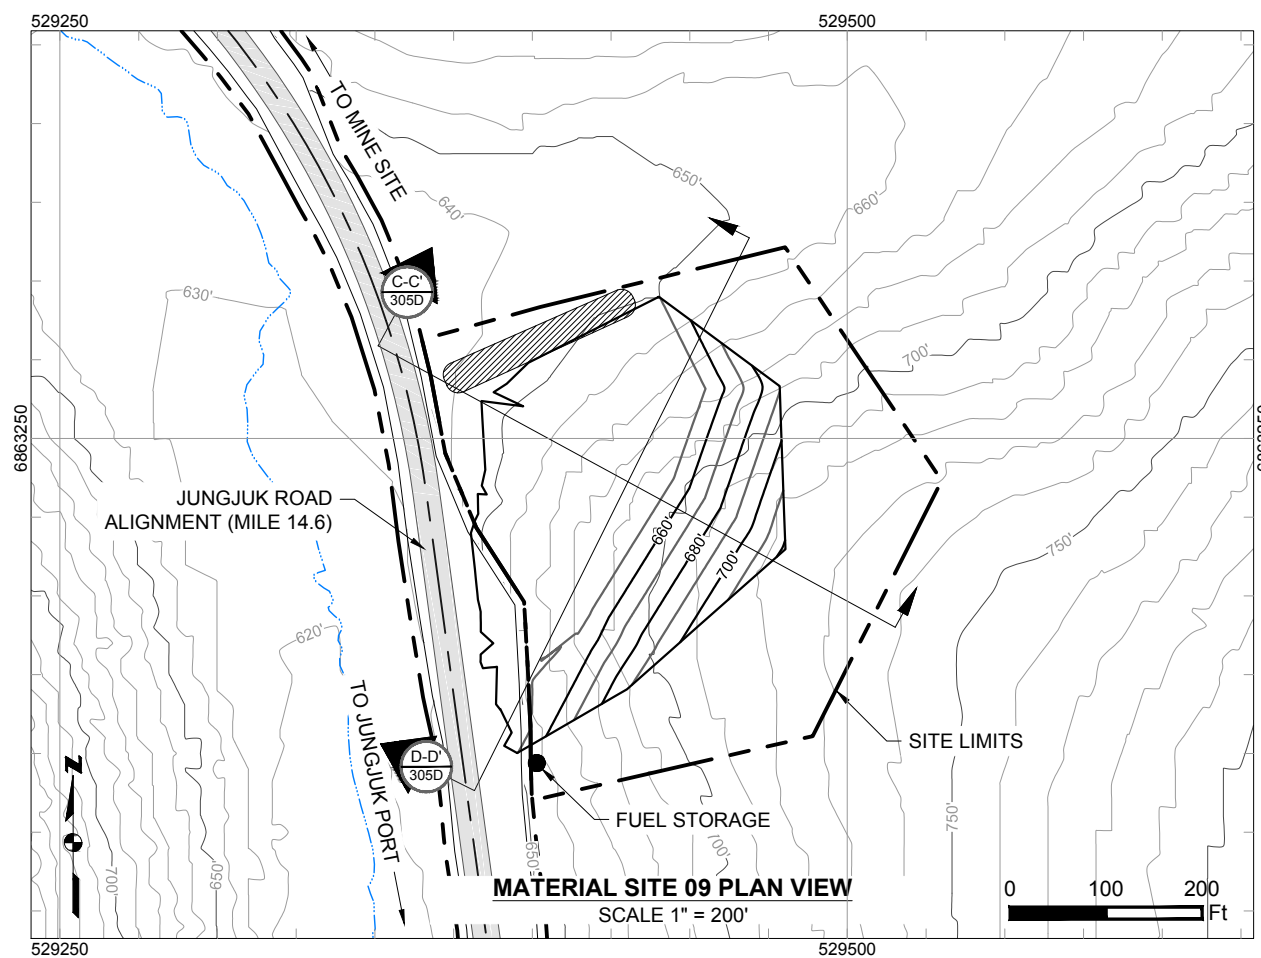 529250
529500
TO MINE SITE
650'
660'
640'
C-C'
305D
630'
700'
6863250
JUNGJUK ROAD
ALIGNMENT (MILE 14.6)
660'
680'
700'
750'
620'
TO JUNGJUK PORT
SITE LIMITS
D-D'
305D
Z
FUEL STORAGE
750'
700'
650'
700'
650'
MATERIAL SITE 09 PLAN VIEW
SCALE 1" = 200'
0 100 200
Ft
529250
529500